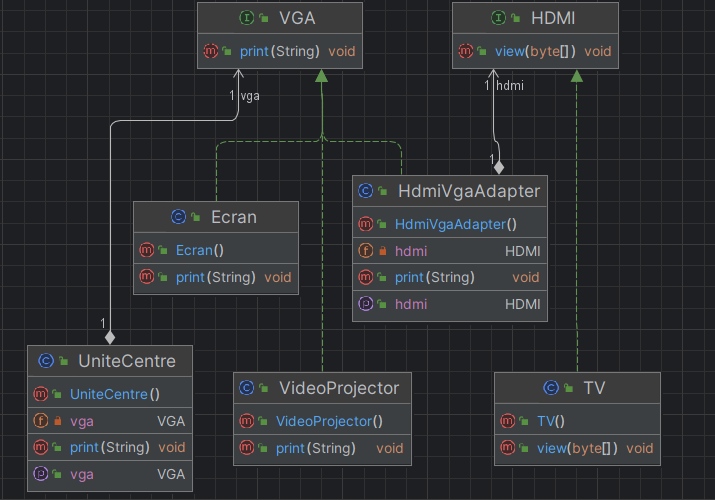 VGA
print(String) void
HDMI
view(byte[]) void
1 vga
1 hdmi
1
HdmiVgaAdapter
HdmiVgaAdapter()
hdmi HDMI
print(String) void
hdmi HDMI
Ecran
Ecran()
print(String) void
1
UniteCentre
UniteCentre()
vga VGA
print(String) void
vga VGA
VideoProjector
VideoProjector()
print(String) void
TV
TV()
view(byte[]) void